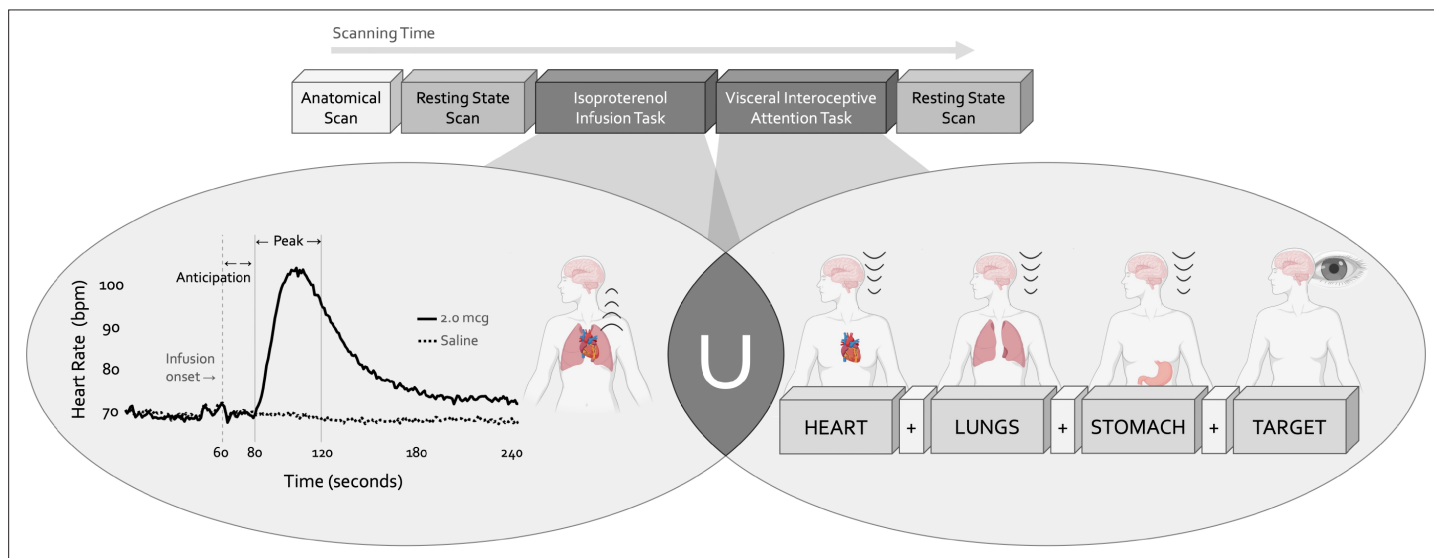 Scanning Time
Anatomical
Scan
Resting State
Scan
Isoproterenol
Infusion Task
Visceral Interoceptive
Attention Task
Resting State
Scan
← Peak →
← →
Anticipation
Heart Rate (bpm)
100
90
80
70
Infusion
onset →
2.0 mcg
Saline
60
80
120
180
240
Time (seconds)
U
HEART
+
LUNGS
+
STOMACH
+
TARGET